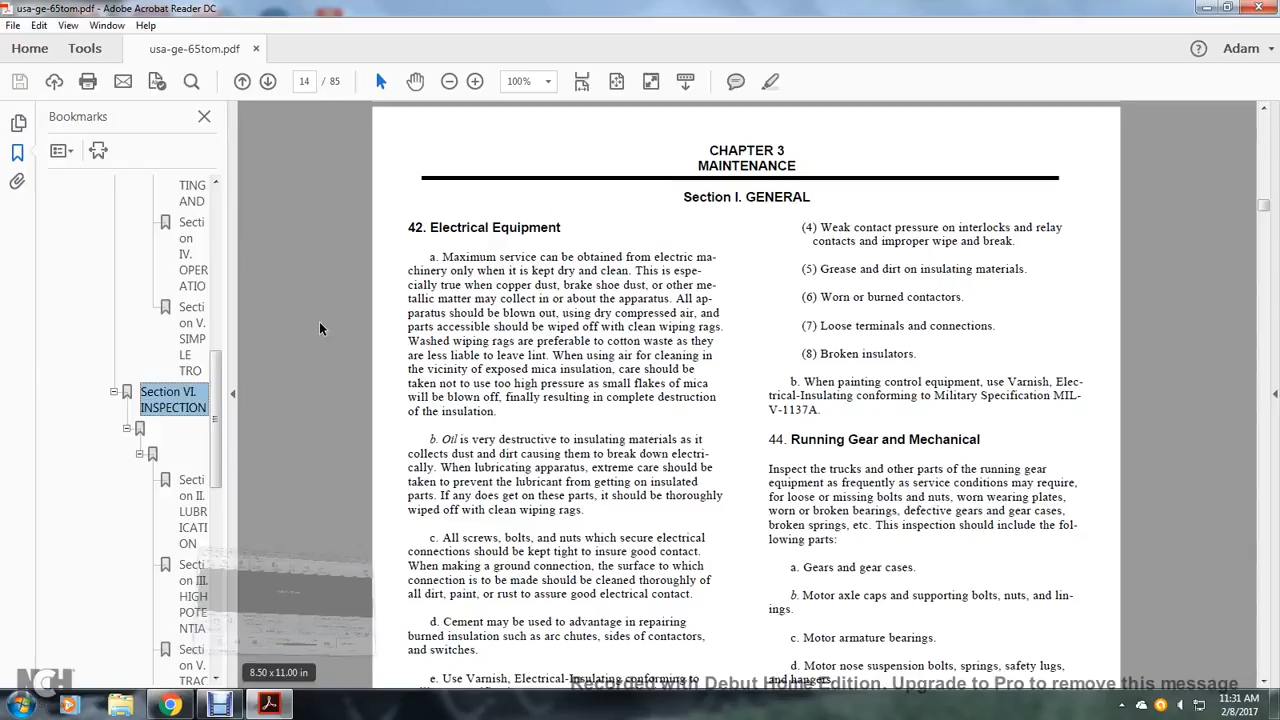 usa-ge-65tom.pdf - Adobe Acrobat Reader DC
File Edit View Window Help
Home Tools usa-ge-65tom.pdf × Adam
14 / 85 100%
Bookmarks
TING
AND
Secti
on
IV.
OPER
ATIO
Secti
on V.
SIMP
LE
TRO
Section VI.
INSPECTION
Secti
on II.
LUBR
ICATI
ON
Secti
on III.
HIGH
POTE
NTIA
Secti
on V.
TRAC
8.50 x 11.00 in
CHAPTER 3
MAINTENANCE
Section I. GENERAL
42. Electrical Equipment
a. Maximum service can be obtained from electric ma-
chinery only when it is kept dry and clean. This is espe-
cially true when copper dust, brake shoe dust, or other me-
tallic matter may collect in or about the apparatus. All ap-
paratus should be blown out, using dry compressed air, and
parts accessible should be wiped off with clean wiping rags.
Washed wiping rags are preferable to cotton waste as they
are less liable to leave lint. When using air for cleaning in
the vicinity of exposed mica insulation, care should be
taken not to use too high pressure as small flakes of mica
will be blown off, finally resulting in complete destruction
of the insulation.
b. Oil is very destructive to insulating materials as it
collects dust and dirt causing them to break down electri-
cally. When lubricating apparatus, extreme care should be
taken to prevent the lubricant from getting on insulated
parts. If any does get on these parts, it should be thoroughly
wiped off with clean wiping rags.
c. All screws, bolts, and nuts which secure electrical
connections should be kept tight to insure good contact.
When making a ground connection, the surface to which
connection is to be made should be cleaned thoroughly of
all dirt, paint, or rust to assure good electrical contact.
d. Cement may be used to advantage in repairing
burned insulation such as arc chutes, sides of contactors,
and switches.
e. Use Varnish, Electrical-Insulating conforming to
(4) Weak contact pressure on interlocks and relay
contacts and improper wipe and break.
(5) Grease and dirt on insulating materials.
(6) Worn or burned contactors.
(7) Loose terminals and connections.
(8) Broken insulators.
b. When painting control equipment, use Varnish, Elec-
trical-Insulating conforming to Military Specification MIL-
V-1137A.
44. Running Gear and Mechanical
Inspect the trucks and other parts of the running gear
equipment as frequently as service conditions may require,
for loose or missing bolts and nuts, worn wearing plates,
worn or broken bearings, defective gears and gear cases,
broken springs, etc. This inspection should include the fol-
lowing parts:
a. Gears and gear cases.
b. Motor axle caps and supporting bolts, nuts, and lin-
ings.
c. Motor armature bearings.
d. Motor nose suspension bolts, springs, safety lugs,
and hangers.
Recorded with Debut Home Edition. Upgrade to Pro to remove this message
NCH
11:31 AM
2/8/2017